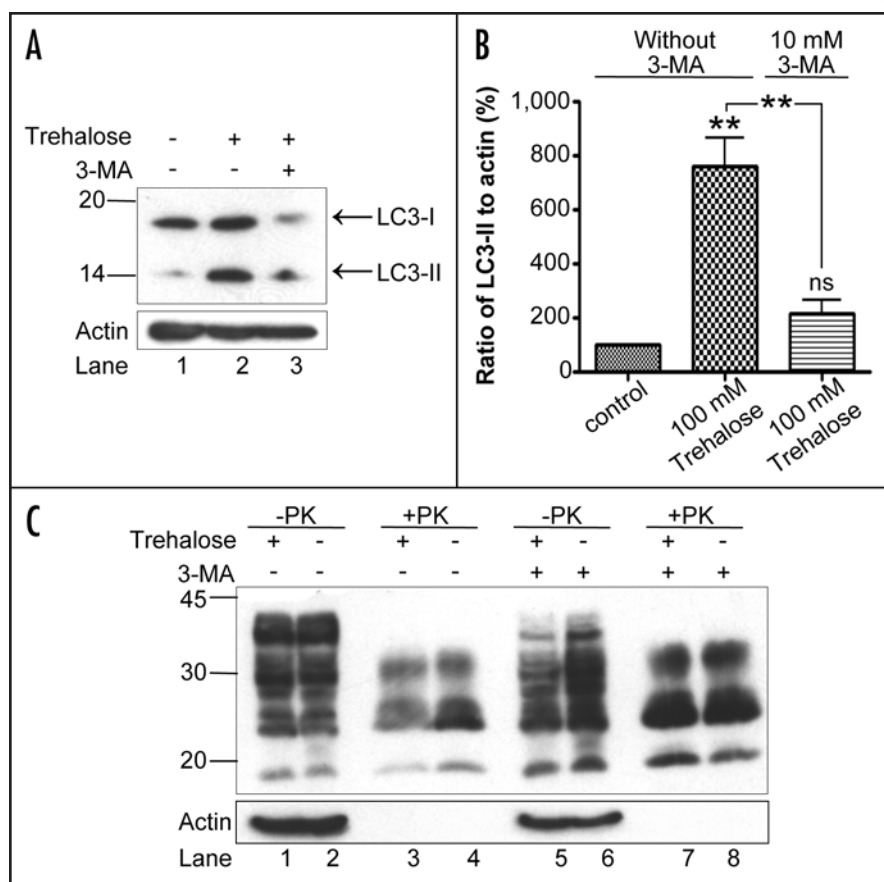 A
Trehalose - + +
3-MA - - +
20
LC3-I
14
LC3-II
Actin
Lane 1 2 3
B
Without 3-MA
10 mM 3-MA
Ratio of LC3-II to actin (%)
1,000
800
600
400
200
0
**
**
ns
control
100 mM Trehalose
100 mM Trehalose
C
-PK +PK -PK +PK
Trehalose + - + - + - + -
3-MA - - - - + + + +
45
30
20
Actin
Lane 1 2 3 4 5 6 7 8